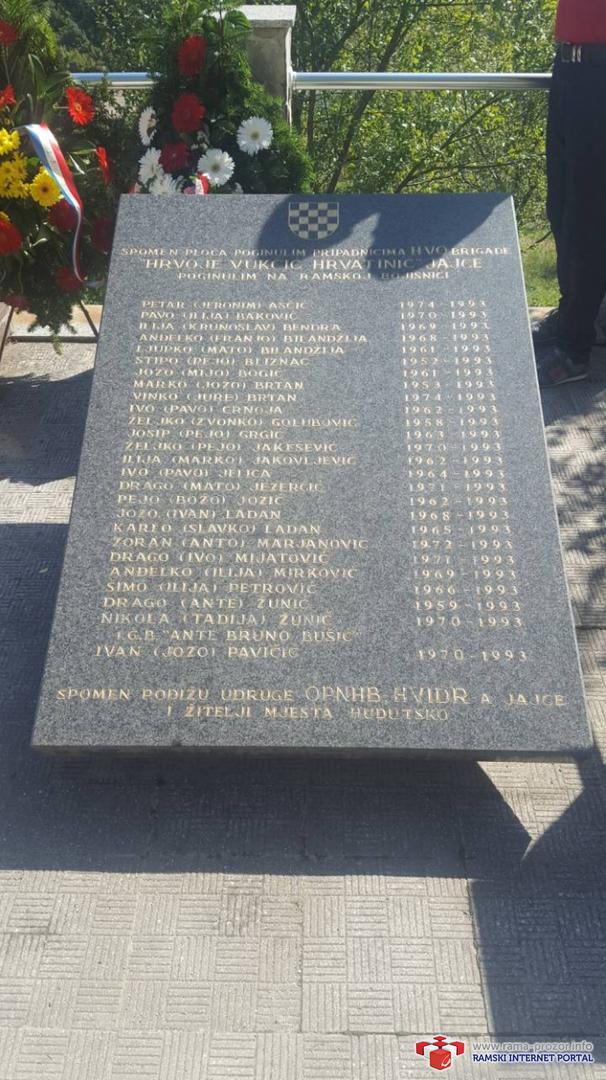 SPOMEN PLOČA POGINULIM PRIPADNICIMA HVO BRIGADE
"HRVOJE VUKČIĆ HRVATINIĆ" JAJCE
POGINULIM NA RAMSKOJ BOJIŠNICI
PETAR (JERONIM) AŠČIĆ 1974-1993
PAVO (ILIJA) BAKOVIĆ 1970-1993
ILIJA (KRUNOSLAV) BENDRA 1969-1993
ANĐELKO (FRANJO) BILANDŽIJA 1968-1993
LJUPKO (MATO) BILANDŽIJA 1961-1993
STIPO (PEJO) BLIZNAC 1952-1993
JOZO (MIJO) BOGIĆ 1961-1993
MARKO (JOZO) BRTAN 1953-1993
VINKO (JURE) BRTAN 1974-1993
IVO (PAVO) CRNOJA 1962-1993
ŽELJKO (ZVONKO) GOLUBOVIĆ 1958-1993
JOSIP (PEJO) GRGIĆ 1963-1993
ŽELJKO (PEJO) JAKEŠEVIĆ 1970-1993
ILIJA (MARKO) JAKOVLJEVIĆ 1962-1993
IVO (PAVO) JELIČA 1964-1993
DRAGO (MATO) JEZERČIĆ 1971-1993
PEJO (BOŽO) JOZIĆ 1962-1993
JOZO (IVAN) LADAN 1968-1993
KARLO (SLAVKO) LADAN 1965-1993
ZORAN (ANTO) MARJANOVIĆ 1972-1993
DRAGO (IVO) MIJATOVIĆ 1971-1993
ANĐELKO (ILIJA) MIRKOVIĆ 1969-1993
SIMO (ILIJA) PETROVIĆ 1966-1993
DRAGO (ANTE) ŽUNIĆ 1959-1993
NIKOLA (TADIJA) ŽUNIĆ 1970-1993
I.G.B. "ANTE BRUNO BUŠIĆ"
IVAN (JOZO) PAVIČIĆ 1970-1993
SPOMEN PODIŽU UDRUGE OPNHB, HVIDR A JAJCE
I ŽITELJI MJESTA HUDUTSKO
www.rama-prozor.info
RAMSKI INTERNET PORTAL